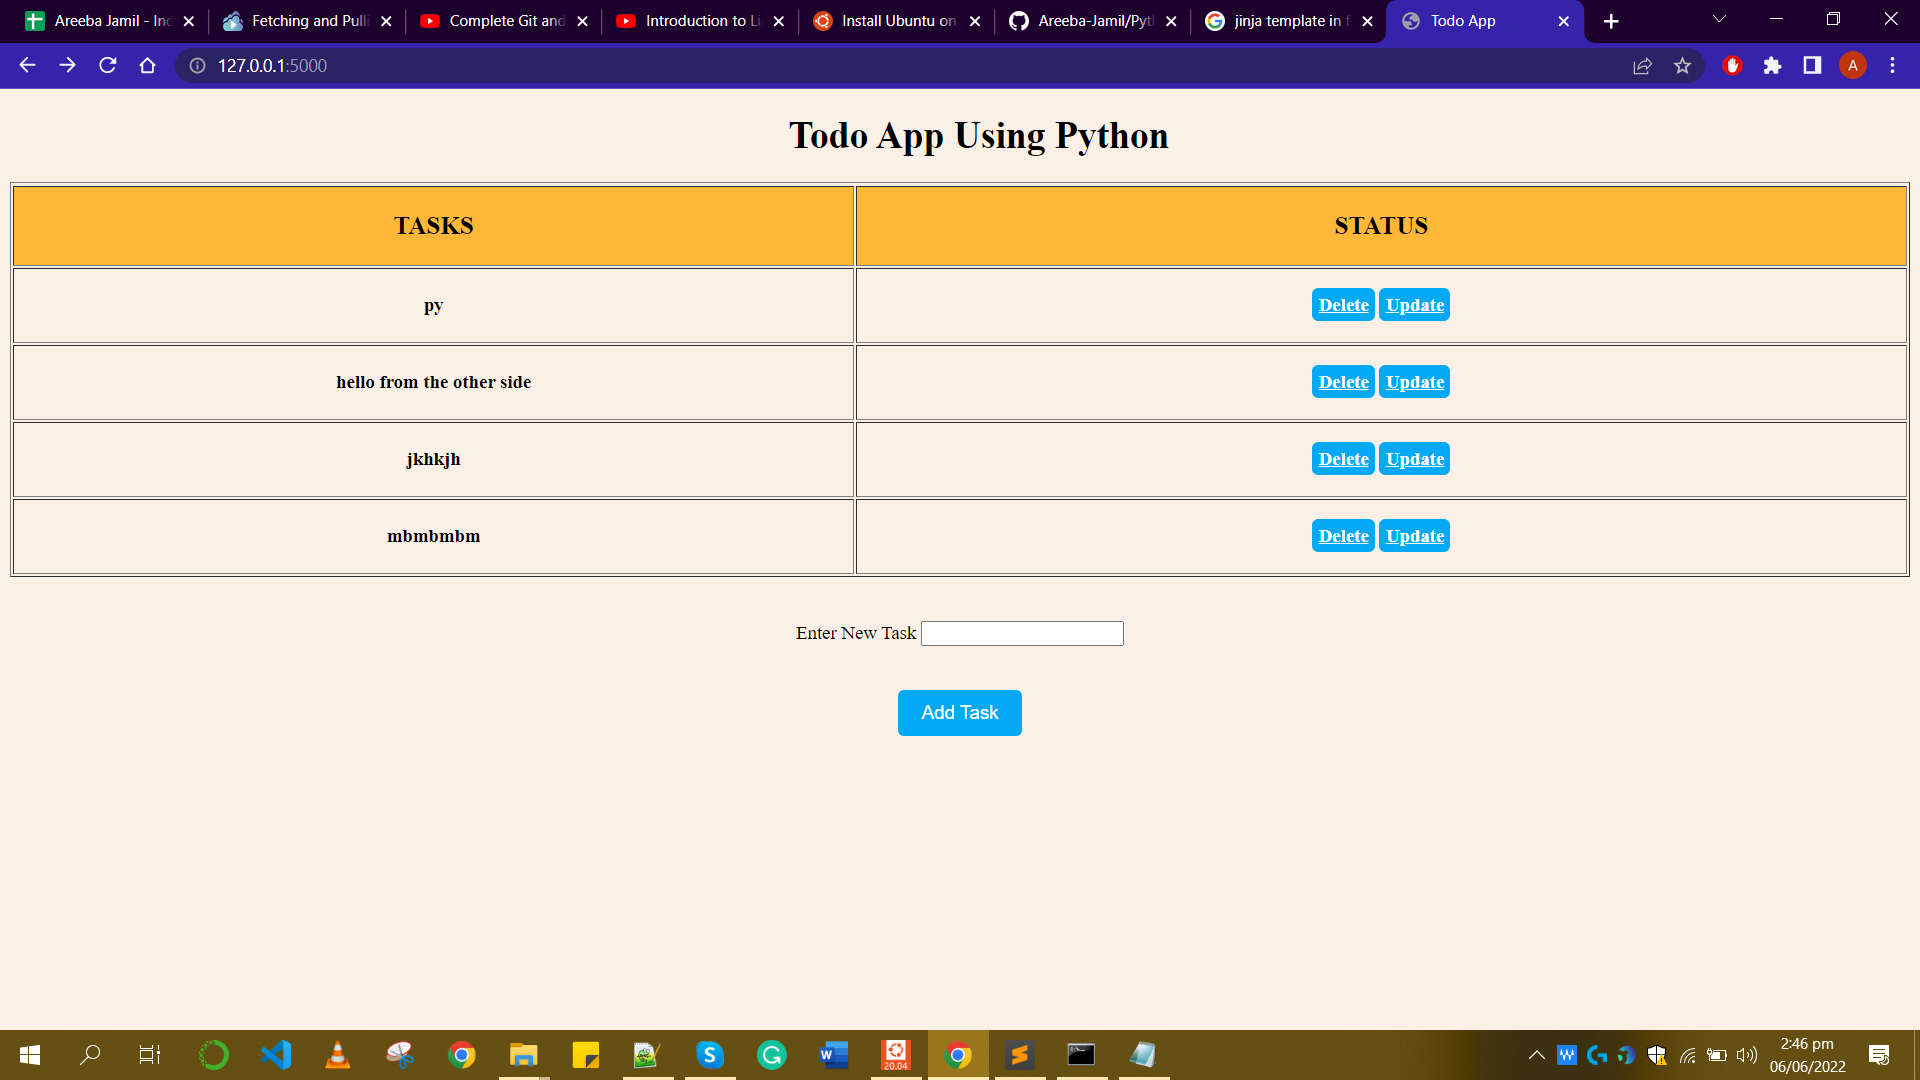 Areeba Jamil - Inc
Fetching and Pulli
Complete Git and
Introduction to Li
Install Ubuntu on
Areeba-Jamil/Pyt
jinja template in f
Todo App
127.0.0.1:5000
A
Todo App Using Python
TASKS STATUS
py Delete Update
hello from the other side Delete Update
jkhkjh Delete Update
mbmbmbm Delete Update
Enter New Task
Add Task
20.04
2:46 pm
06/06/2022